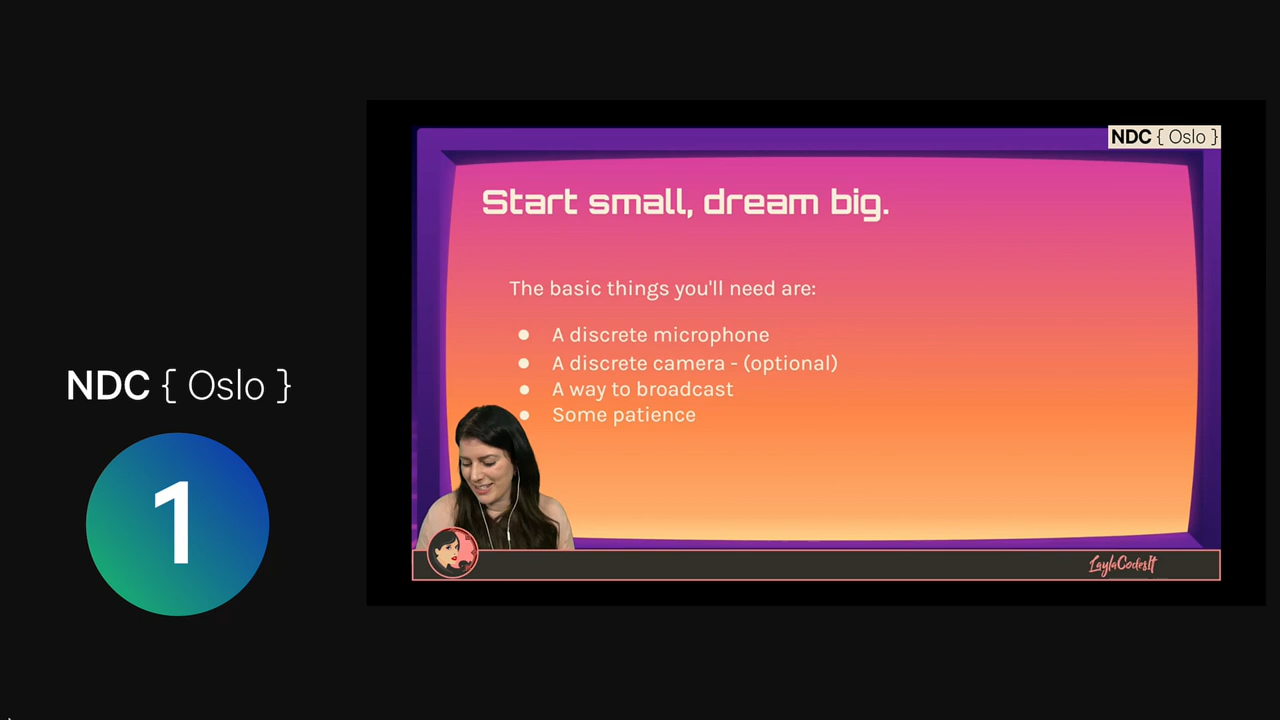 NDC { Oslo }
Start small, dream big.
The basic things you'll need are:
● A discrete microphone
● A discrete camera - (optional)
● A way to broadcast
● Some patience
NDC { Oslo }
1
LaylaCodesIt